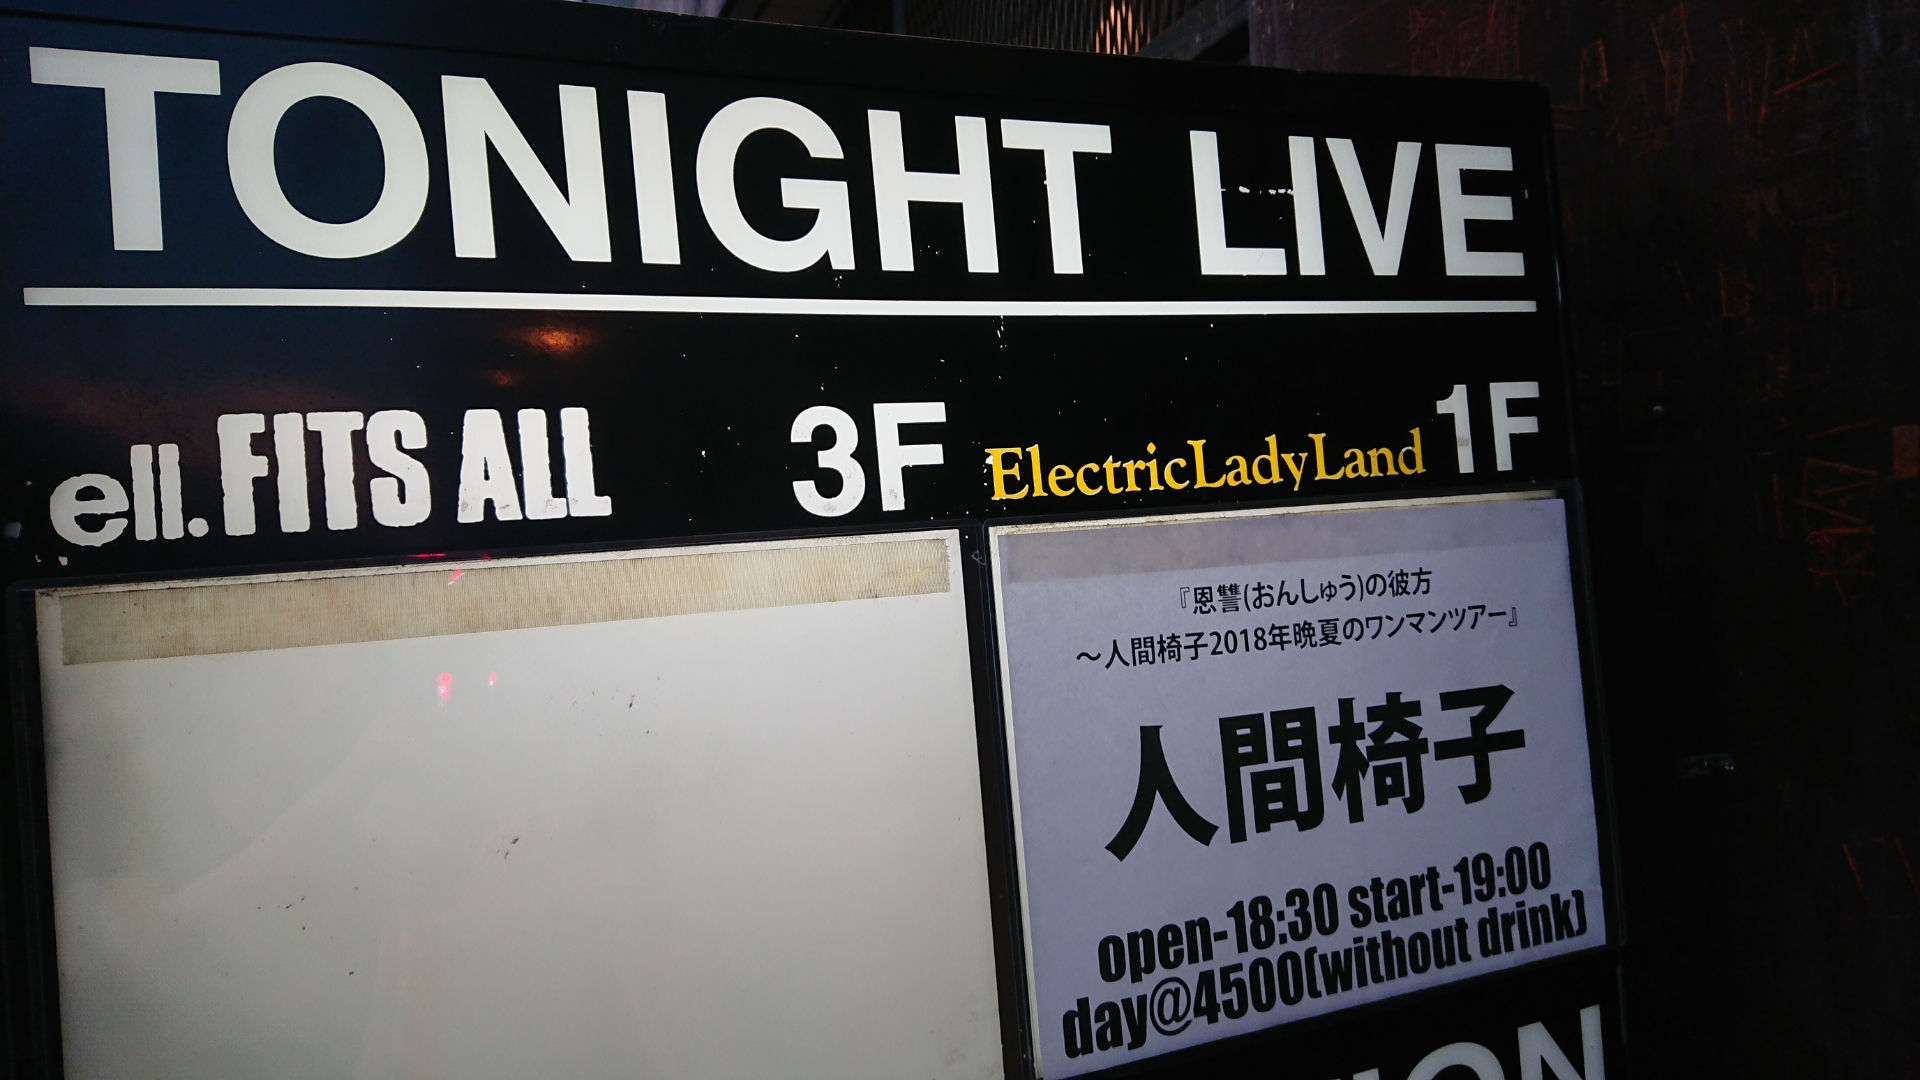 TONIGHT LIVE
ell.FITS ALL 3F
ElectricLadyLand 1F
『恩讐(おんしゅう)の彼方
～人間椅子2018年晩夏のワンマンツアー』
人間椅子
open-18:30 start-19:00
day@4500(without drink)